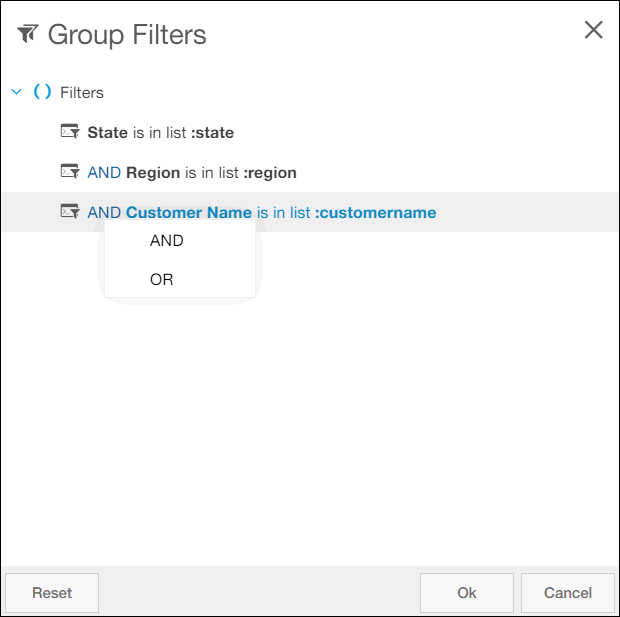 Group Filters
( ) Filters
State is in list :state
AND Region is in list :region
AND Customer Name is in list :customername
AND
OR
Reset Ok Cancel